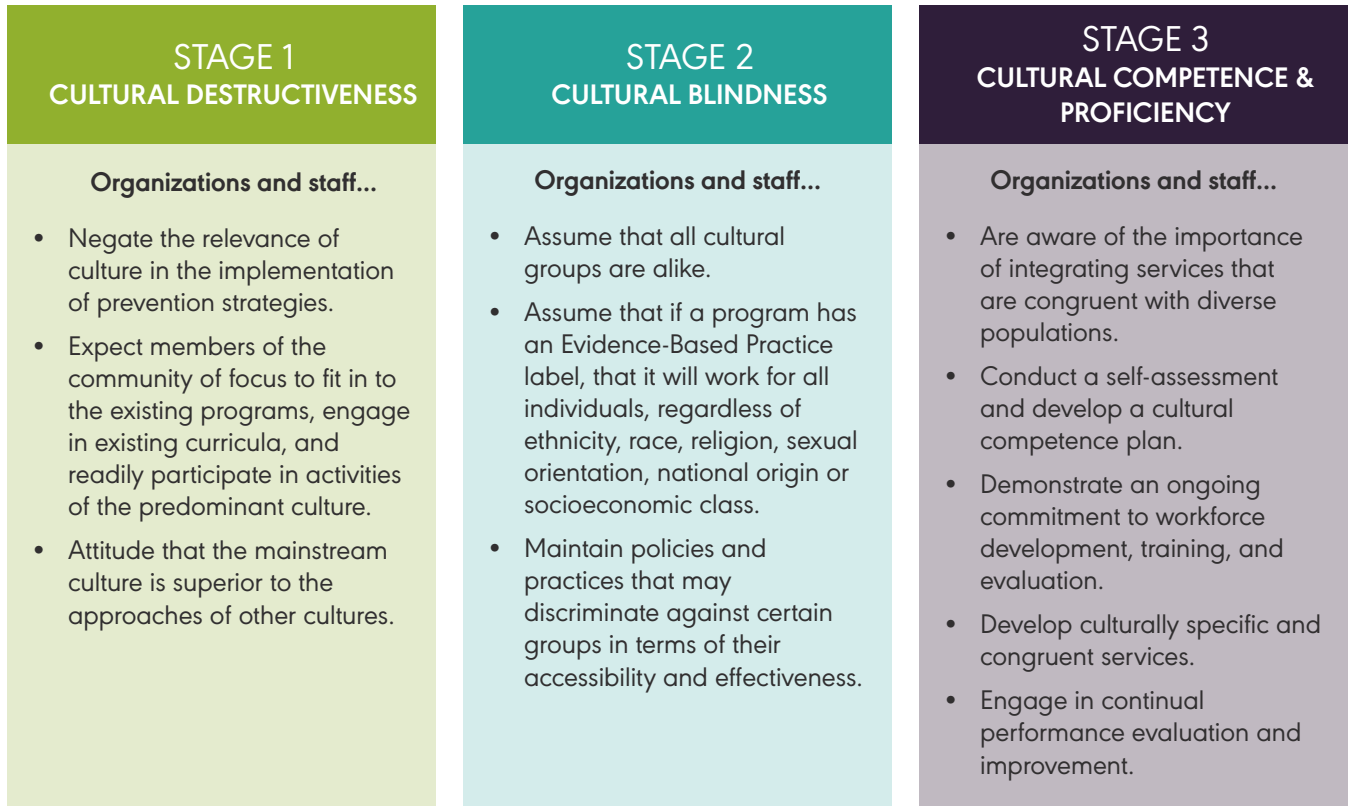 STAGE 1
CULTURAL DESTRUCTIVENESS
Organizations and staff...
• Negate the relevance of
culture in the implementation
of prevention strategies.
• Expect members of the
community of focus to fit in to
the existing programs, engage
in existing curricula, and
readily participate in activities
of the predominant culture.
• Attitude that the mainstream
culture is superior to the
approaches of other cultures.
STAGE 2
CULTURAL BLINDNESS
Organizations and staff...
• Assume that all cultural
groups are alike.
• Assume that if a program has
an Evidence-Based Practice
label, that it will work for all
individuals, regardless of
ethnicity, race, religion, sexual
orientation, national origin or
socioeconomic class.
• Maintain policies and
practices that may
discriminate against certain
groups in terms of their
accessibility and effectiveness.
STAGE 3
CULTURAL COMPETENCE &
PROFICIENCY
Organizations and staff...
• Are aware of the importance
of integrating services that
are congruent with diverse
populations.
• Conduct a self-assessment
and develop a cultural
competence plan.
• Demonstrate an ongoing
commitment to workforce
development, training, and
evaluation.
• Develop culturally specific and
congruent services.
• Engage in continual
performance evaluation and
improvement.